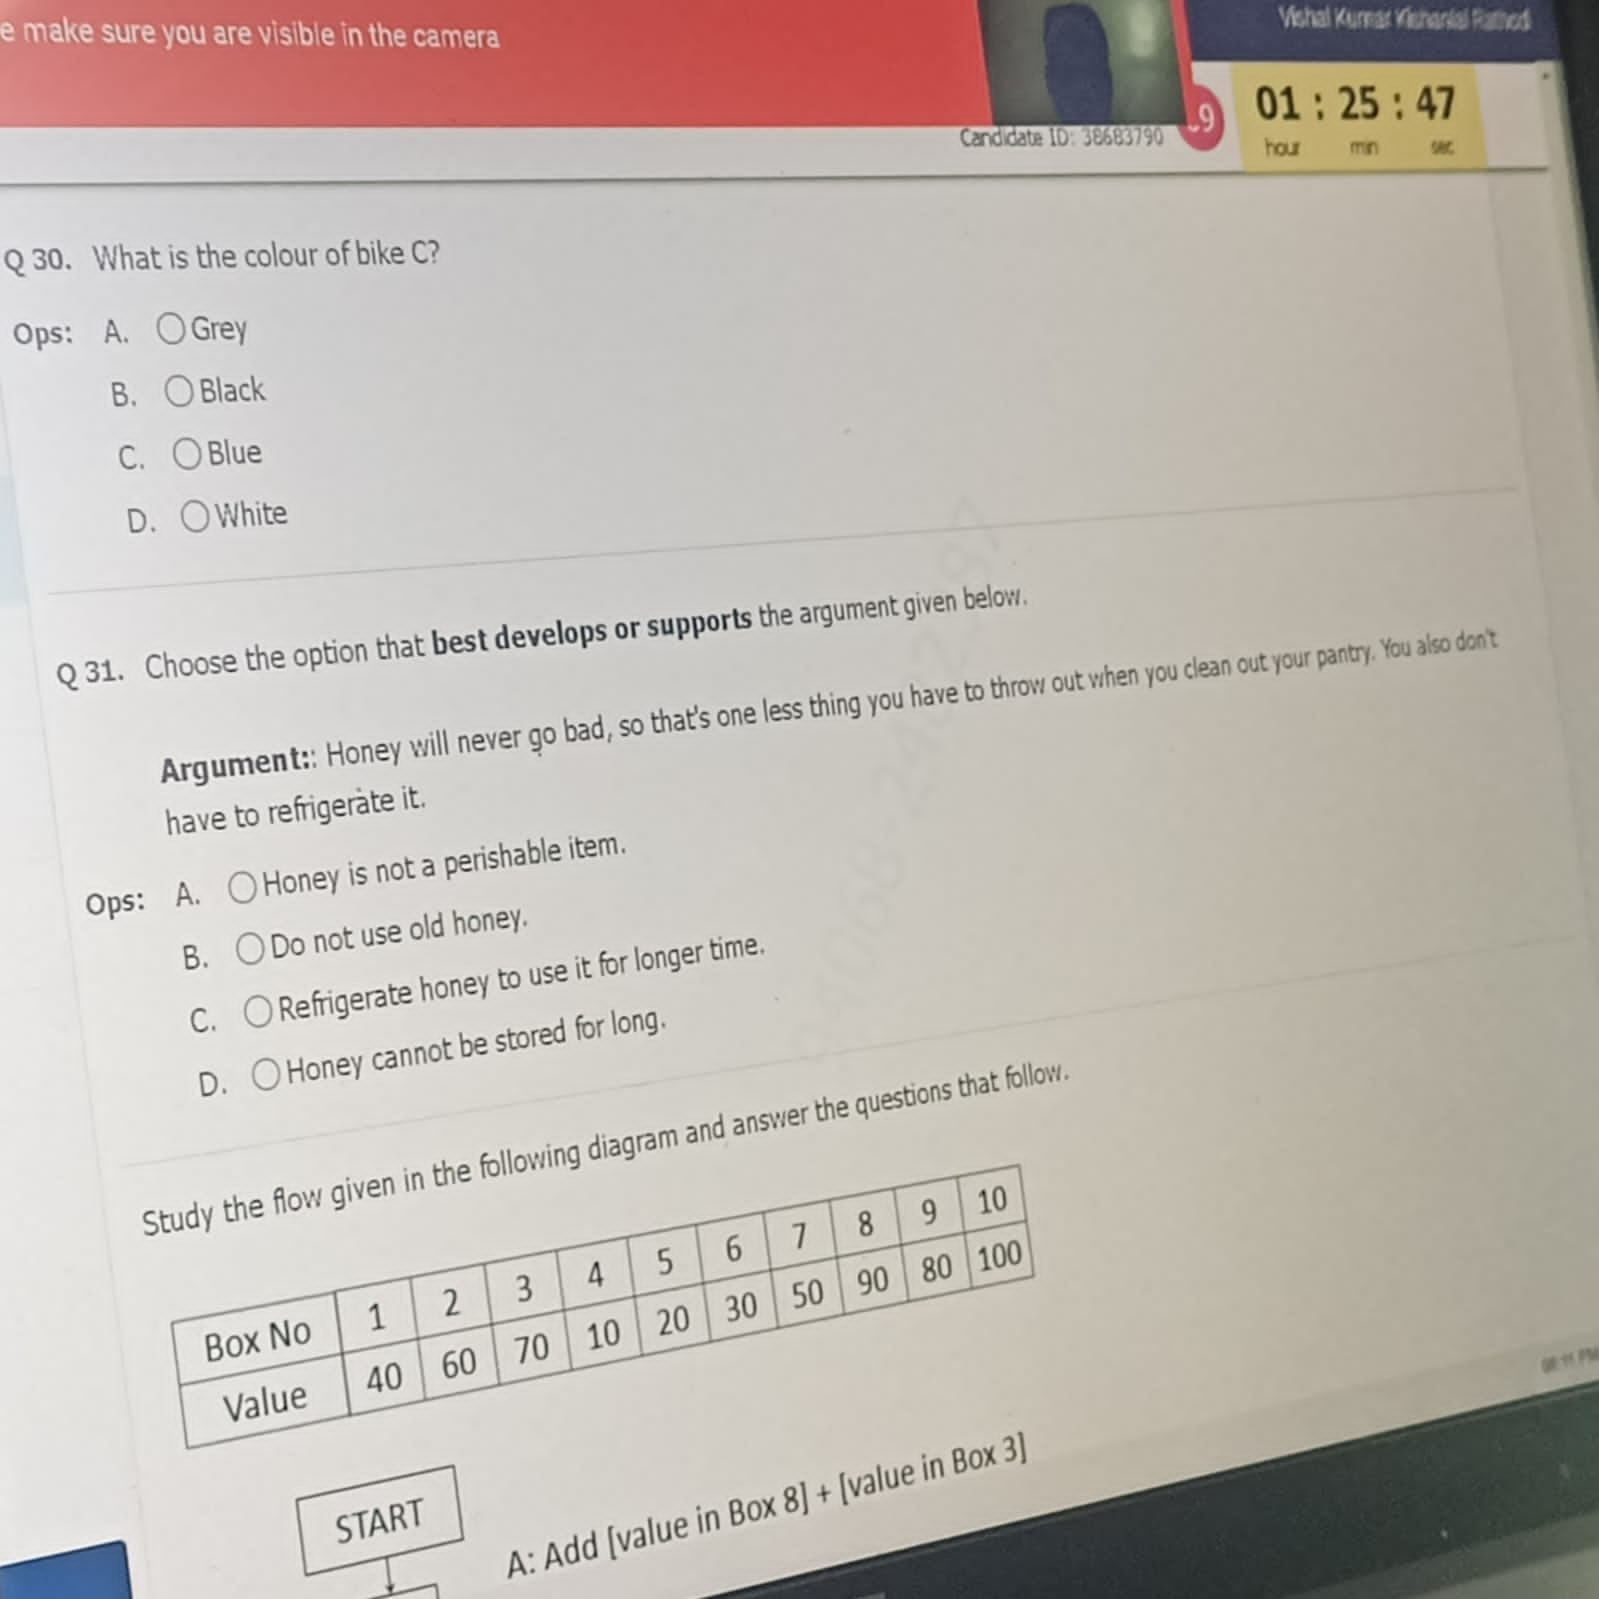 e make sure you are visible in the camera
Vishal Kumar Kishanlal Rathod
01 : 25 : 47
hour min sec
Candidate ID: 38683790
9
Q 30. What is the colour of bike C?
Ops: A. Grey
B. Black
C. Blue
D. White
Q 31. Choose the option that best develops or supports the argument given below.
Argument:: Honey will never go bad, so that's one less thing you have to throw out when you clean out your pantry. You also don't
have to refrigerate it.
Ops: A. Honey is not a perishable item.
B. Do not use old honey.
C. Refrigerate honey to use it for longer time.
D. Honey cannot be stored for long.
Study the flow given in the following diagram and answer the questions that follow.
Box No 1 2 3 4 5 6 7 8 9 10
Value 40 60 70 10 20 30 50 90 80 100
START
A: Add [value in Box 8] + [value in Box 3]